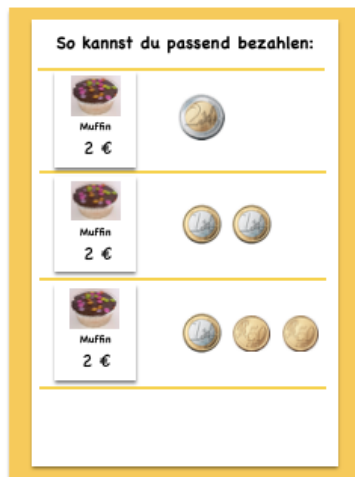 So kannst du passend bezahlen:
Muffin
2 €
Muffin
2 €
Muffin
2 €